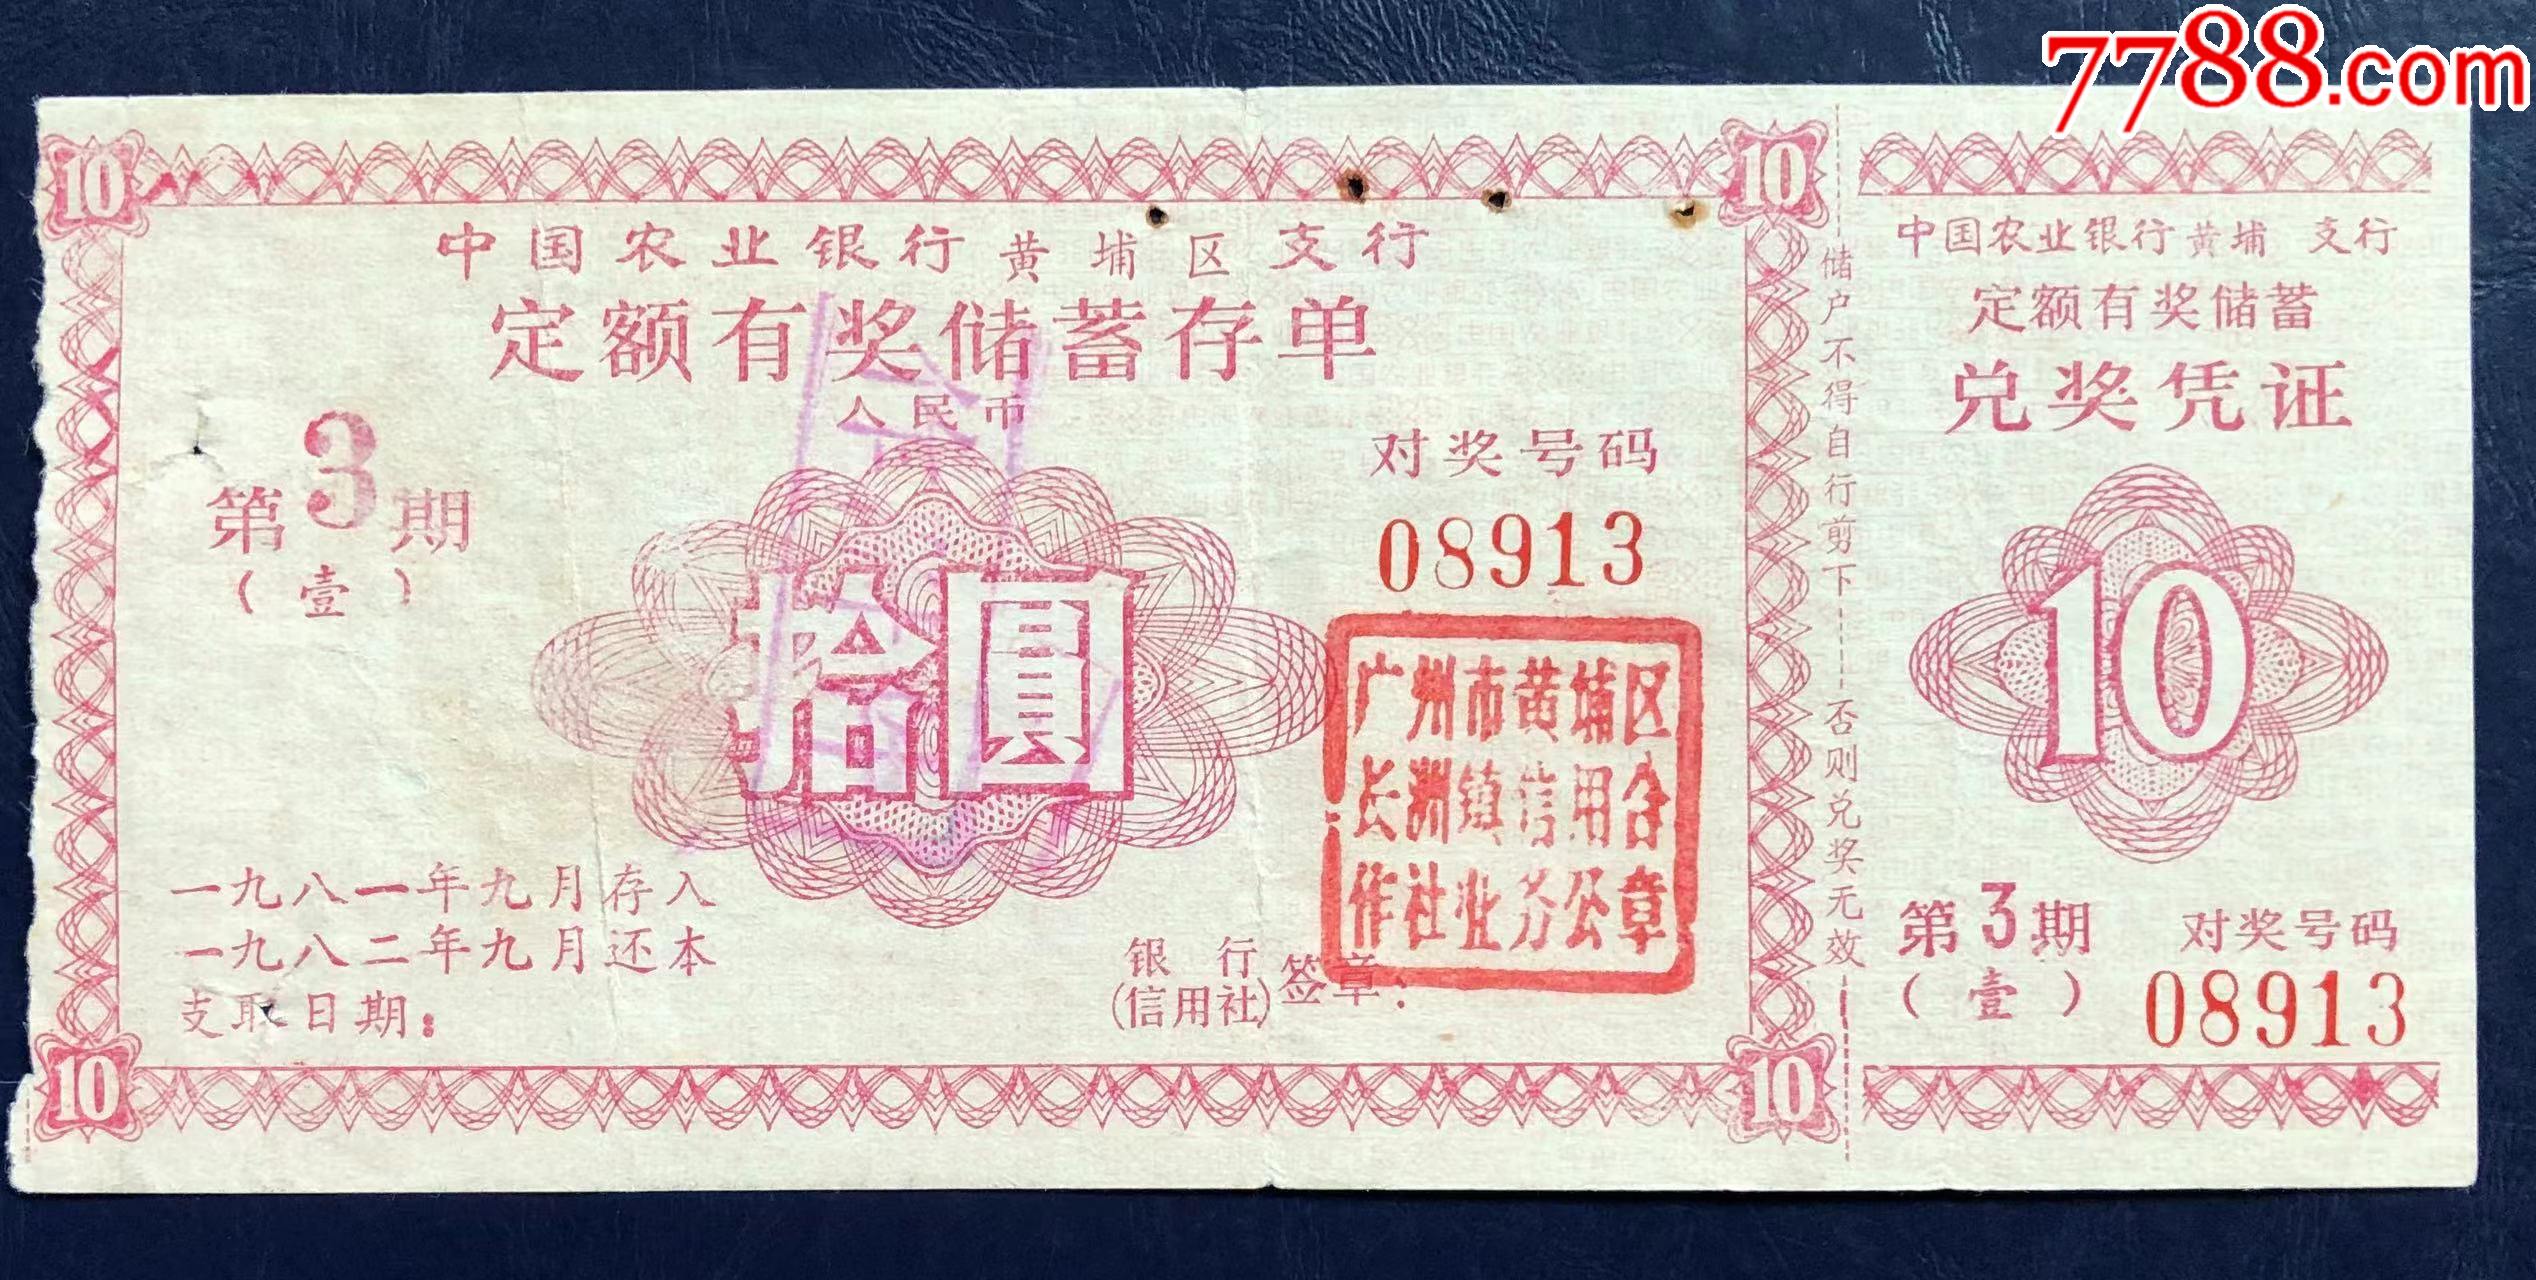 7788.com
10
10
中国农业银行黄埔区支行
定额有奖储蓄存单
人民币
第3期
(壹)
拾圆
对奖号码
08913
广州市黄埔区
长洲镇信用合
作社业务公章
一九八一年九月存入
一九八二年九月还本
支取日期:
银行
(信用社)
签章:
10
10
储户不得自行剪下——否则兑奖无效
中国农业银行黄埔 支行
定额有奖储蓄
兑奖凭证
10
第3期
(壹)
对奖号码
08913